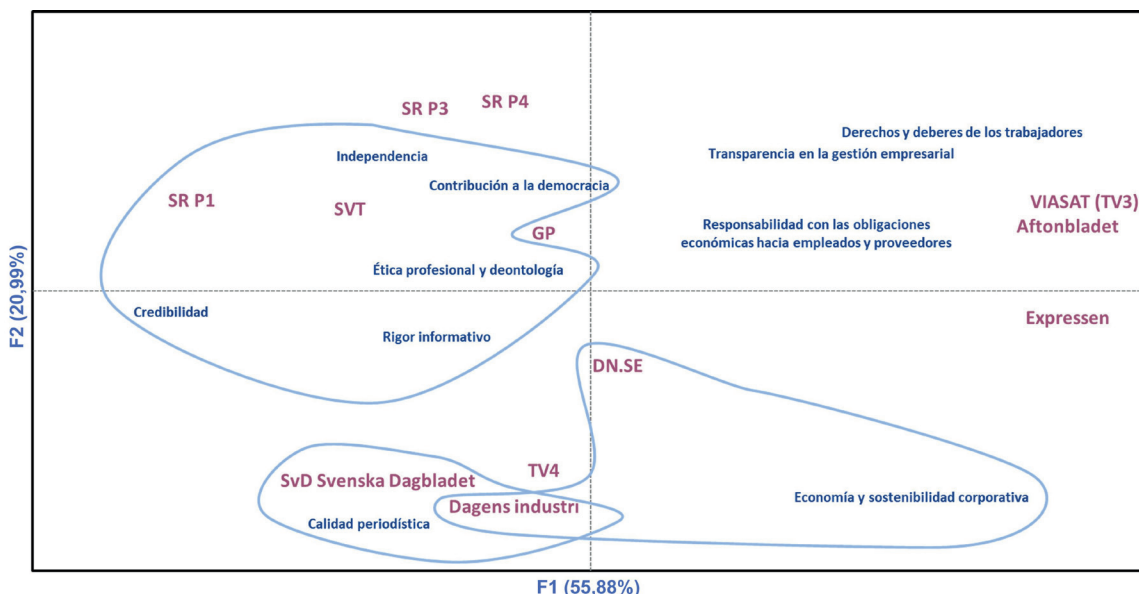 SR P3
SR P4
Derechos y deberes de los trabajadores
Independencia
Transparencia en la gestión empresarial
Contribución a la democracia
SR P1
SVT
VIASAT (TV3)
GP
Responsabilidad con las obligaciones
económicas hacia empleados y proveedores
Aftonbladet
Ética profesional y deontología
Credibilidad
Rigor informativo
Expressen
DN.SE
TV4
SvD Svenska Dagbladet
Dagens industri
Economía y sostenibilidad corporativa
Calidad periodística
F2 (20,99%)
F1 (55.88%)